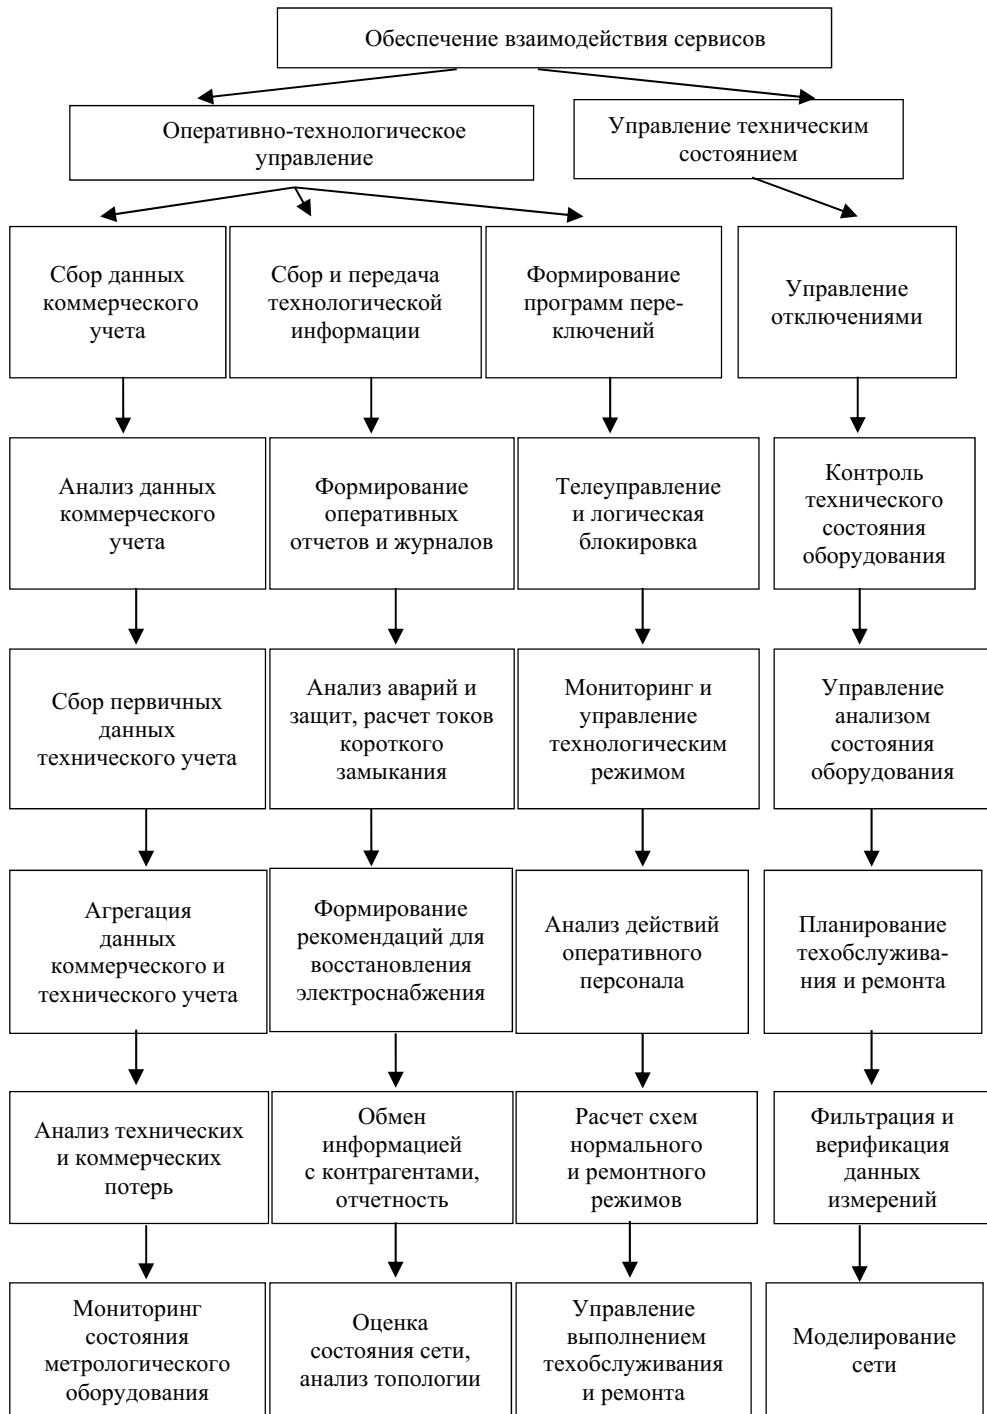 Обеспечение взаимодействия сервисов
Оперативно-технологическое
управление
Управление техническим
состоянием
Сбор данных
коммерческого
учета
Сбор и передача
технологической
информации
Формирование
программ пере-
ключений
Управление
отключениями
Анализ данных
коммерческого
учета
Формирование
оперативных
отчетов и журналов
Телеуправление
и логическая
блокировка
Контроль
технического
состояния
оборудования
Сбор первичных
данных
технического учета
Анализ аварий и
защит, расчет токов
короткого
замыкания
Мониторинг и
управление
технологическим
режимом
Управление
анализом
состояния
оборудования
Агрегация
данных
коммерческого и
технического учета
Формирование
рекомендаций для
восстановления
электроснабжения
Анализ действий
оперативного
персонала
Планирование
техобслужива-
ния и ремонта
Анализ технических
и коммерческих
потерь
Обмен
информацией
с контрагентами,
отчетность
Расчет схем
нормального
и ремонтного
режимов
Фильтрация и
верификация
данных
измерений
Мониторинг
состояния
метрологического
оборудования
Оценка
состояния сети,
анализ топологии
Управление
выполнением
техобслуживания
и ремонта
Моделирование
сети